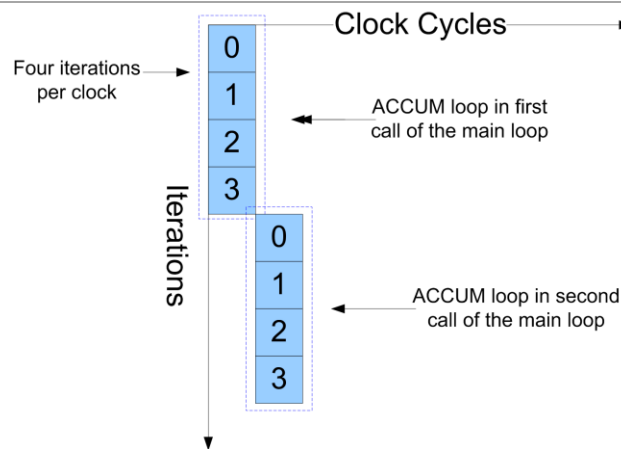 Clock Cycles
Four iterations
per clock
0
1
2
3
ACCUM loop in first
call of the main loop
Iterations
0
1
2
3
ACCUM loop in second
call of the main loop